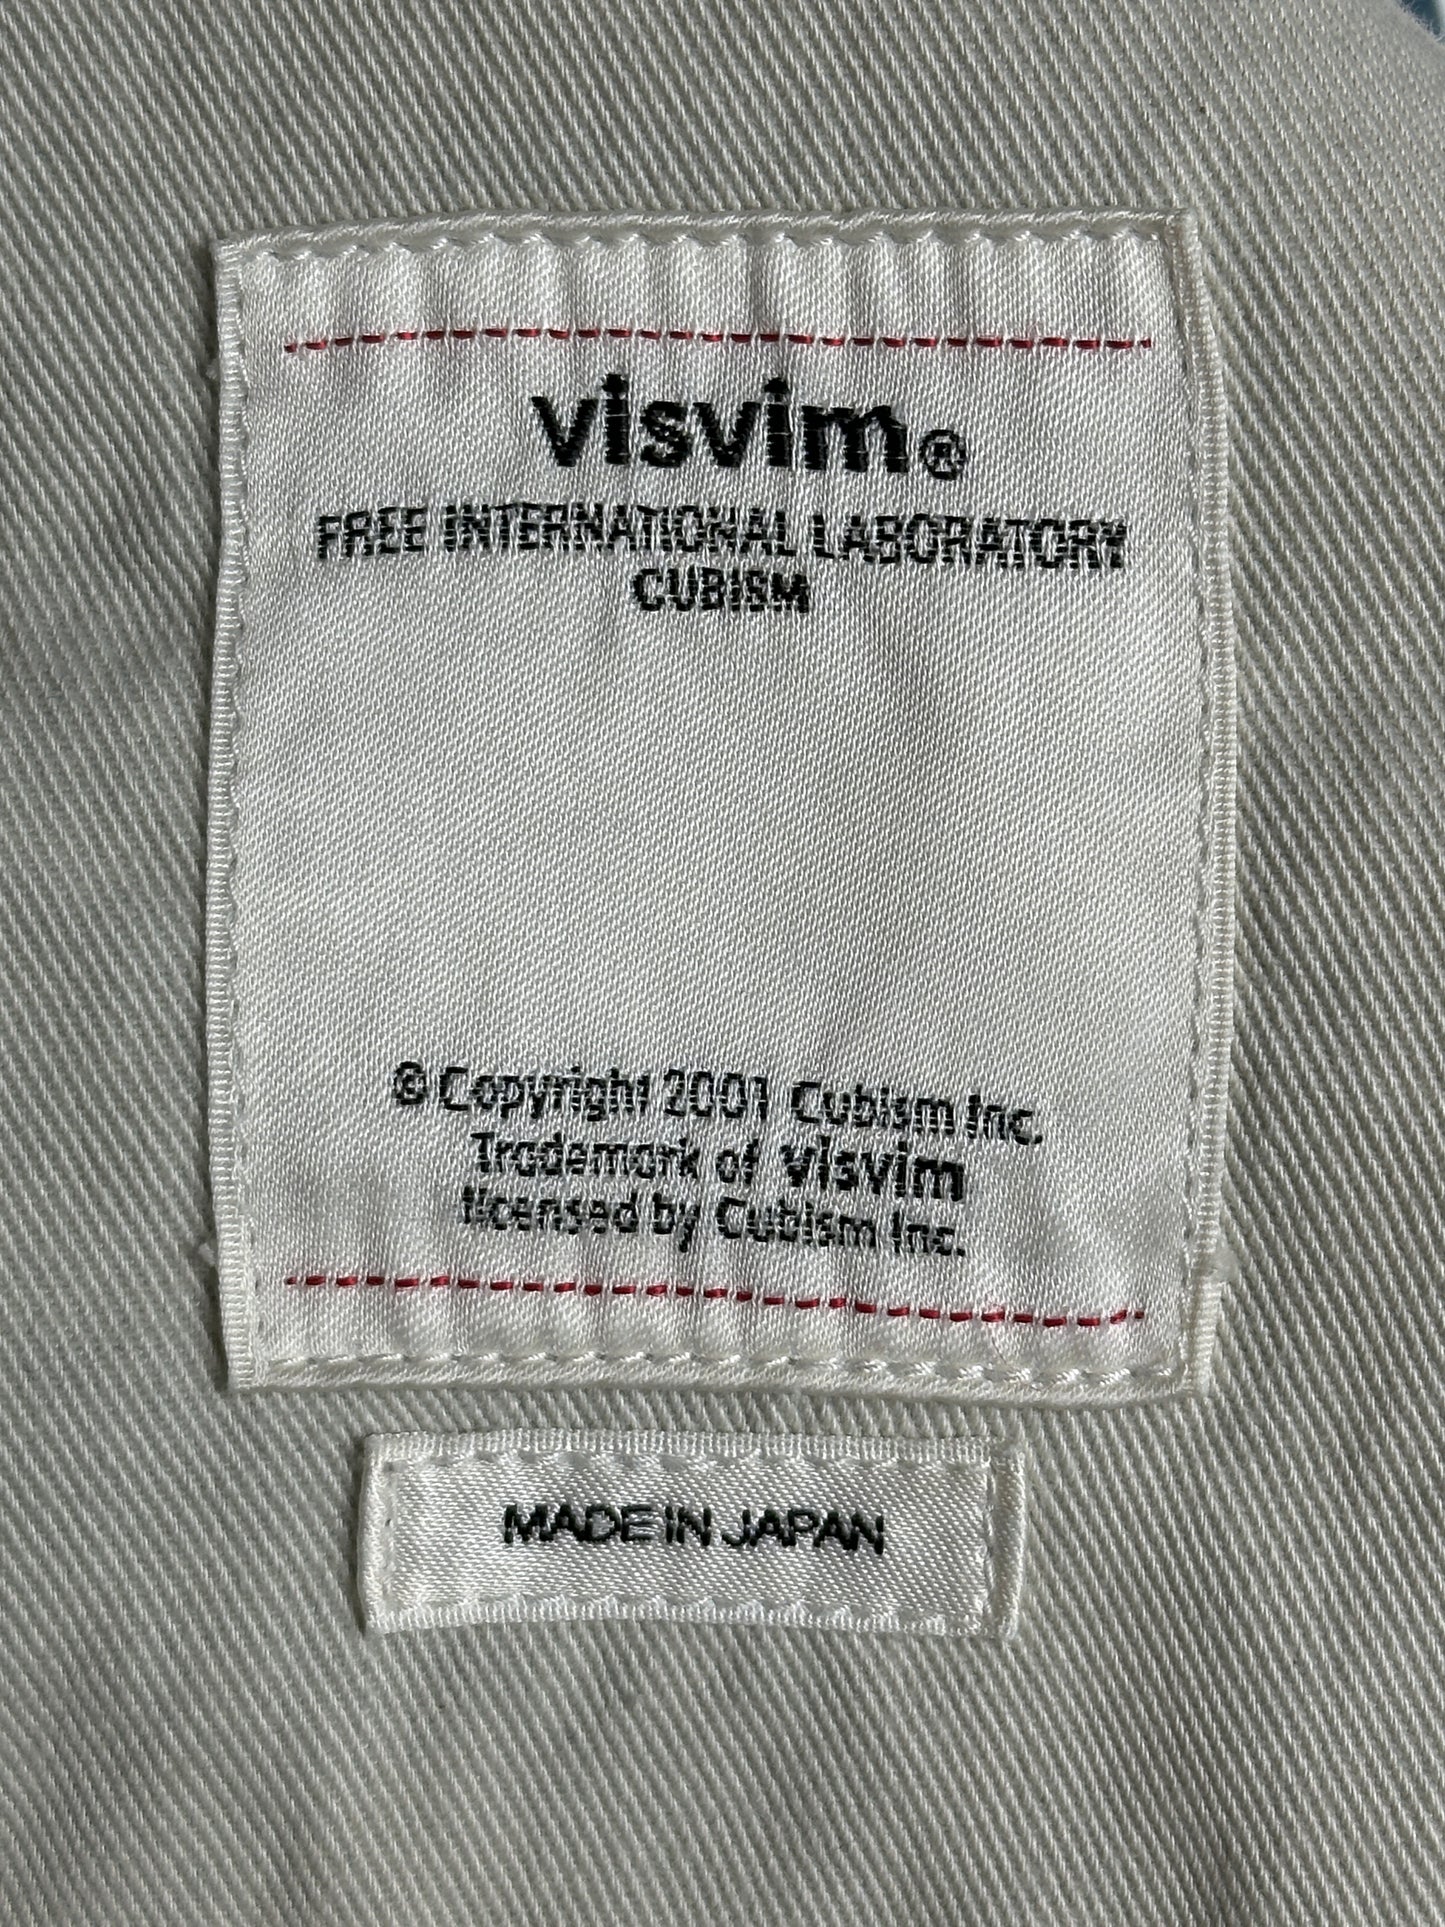 visvim®
FREE INTERNATIONAL LABORATORY
CUBISM
© Copyright 2001 Cubism Inc.
Trademark of visvim
licensed by Cubism Inc.
MADE IN JAPAN